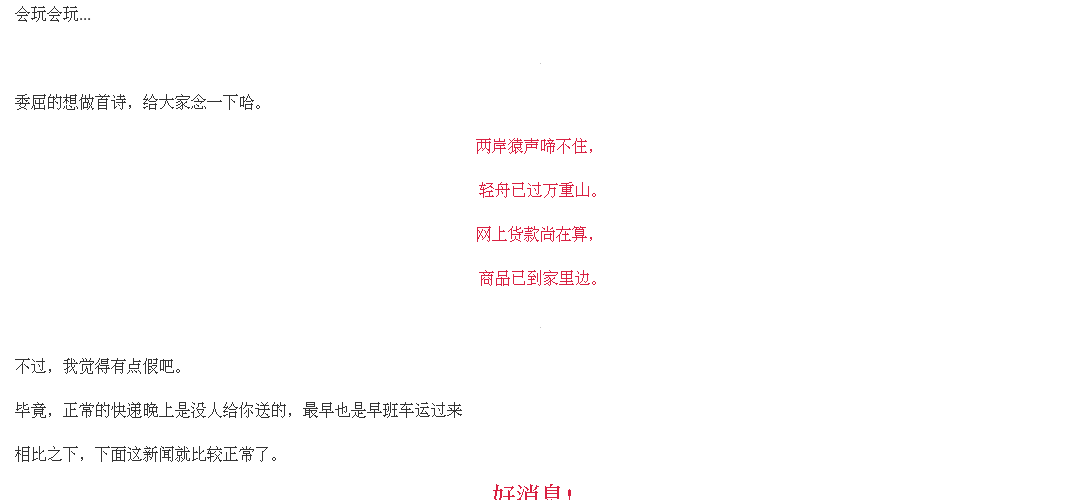 会玩会玩...
委屈的想做首诗，给大家念一下哈。
两岸猿声啼不住，
轻舟已过万重山。
网上货款尚在算，
商品已到家里边。
不过，我觉得有点假吧。
毕竟，正常的快递晚上是没人给你送的，最早也是早班车运过来
相比之下，下面这新闻就比较正常了。
好消息！